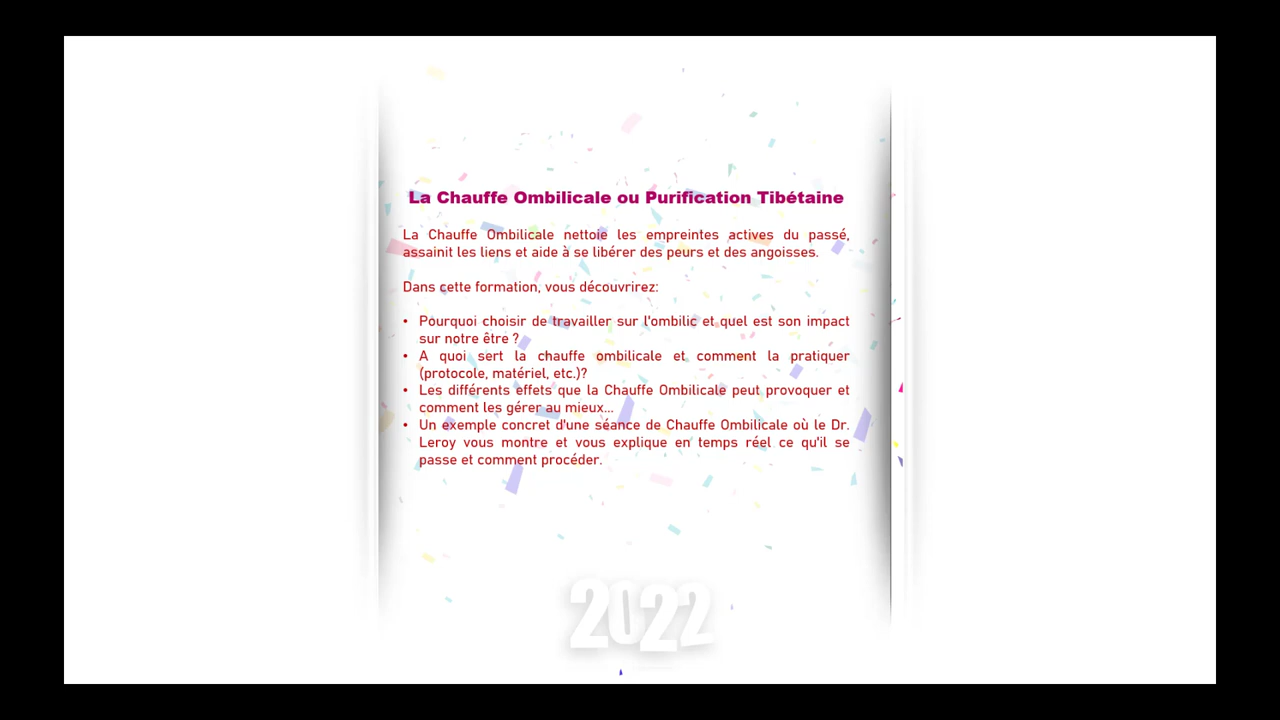 La Chauffe Ombilicale ou Purification Tibétaine
La Chauffe Ombilicale nettoie les empreintes actives du passé,
assainit les liens et aide à se libérer des peurs et des angoisses.
Dans cette formation, vous découvrirez:
• Pourquoi choisir de travailler sur l'ombilic et quel est son impact
sur notre être ?
• A quoi sert la chauffe ombilicale et comment la pratiquer
(protocole, matériel, etc.)?
• Les différents effets que la Chauffe Ombilicale peut provoquer et
comment les gérer au mieux...
• Un exemple concret d'une séance de Chauffe Ombilicale où le Dr.
Leroy vous montre et vous explique en temps réel ce qu'il se
passe et comment procéder.
2022